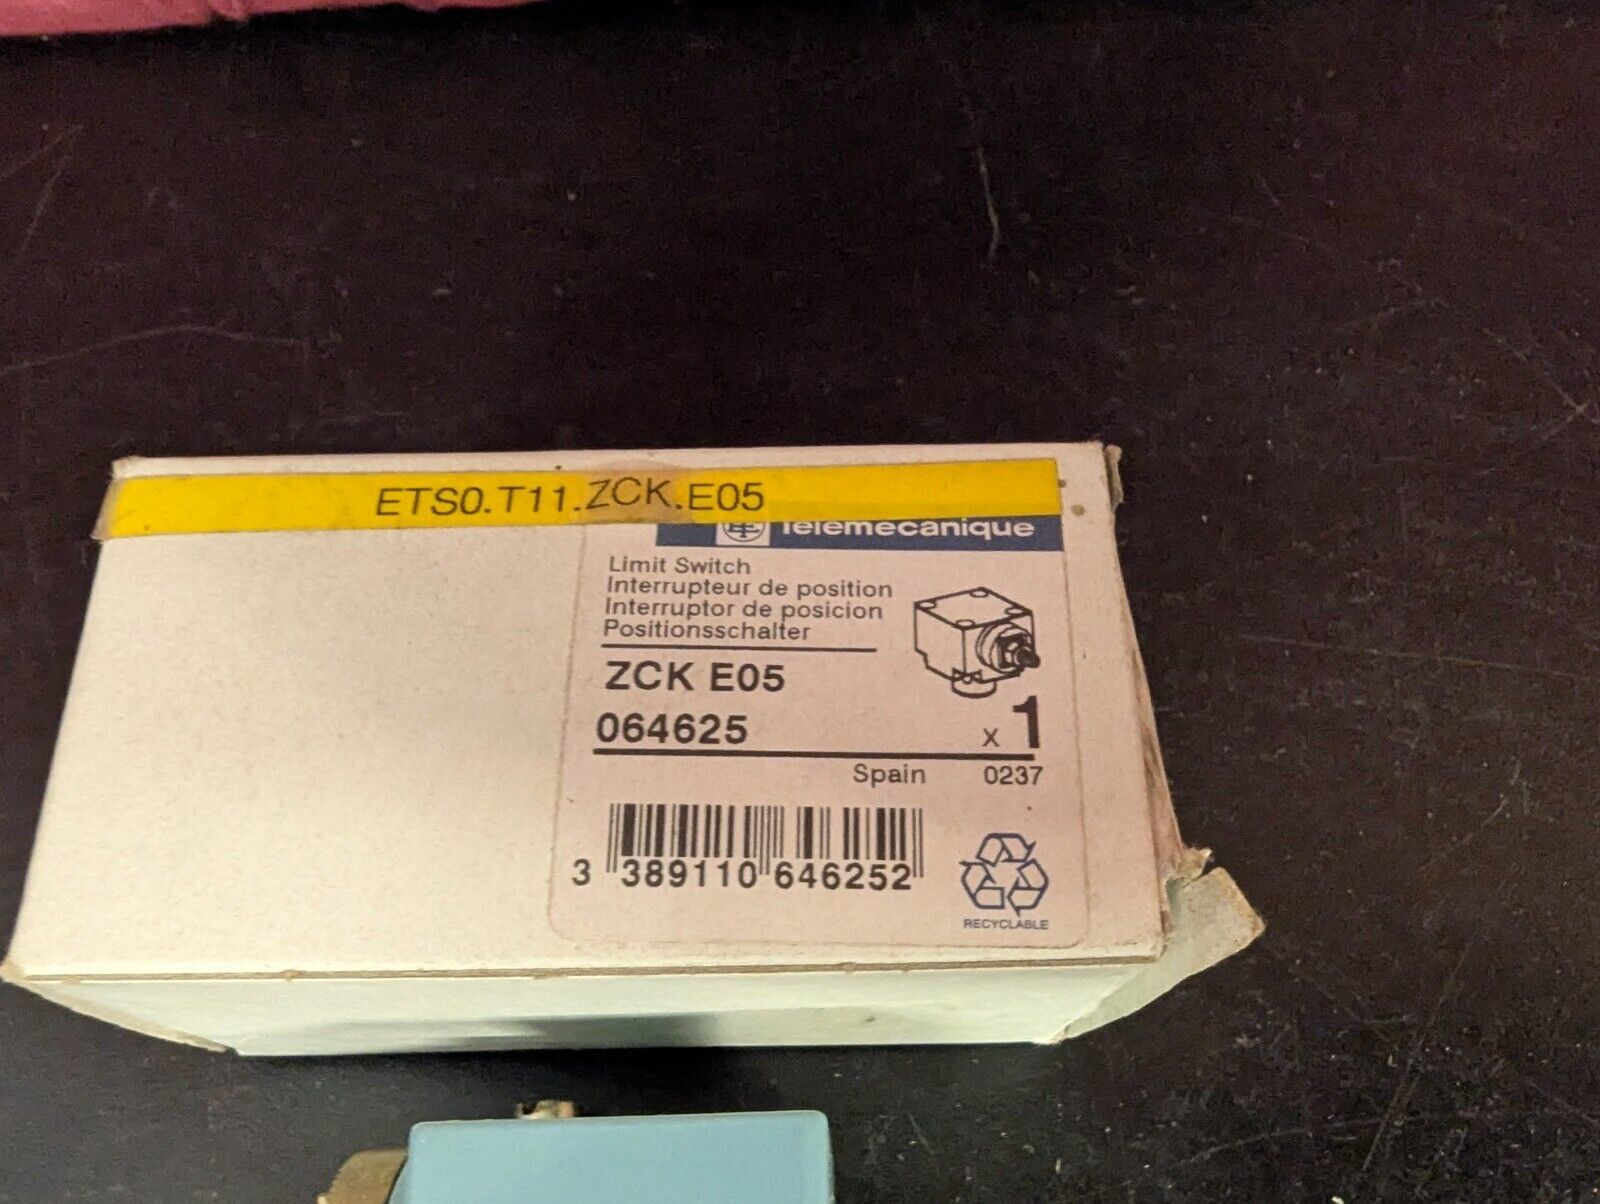 ETS0.T11.ZCK.E05
Telemecanique
Limit Switch
Interrupteur de position
Interruptor de posicion
Positionsschalter
ZCK E05
064625
x 1
Spain 0237
3 389110 646252
RECYCLABLE